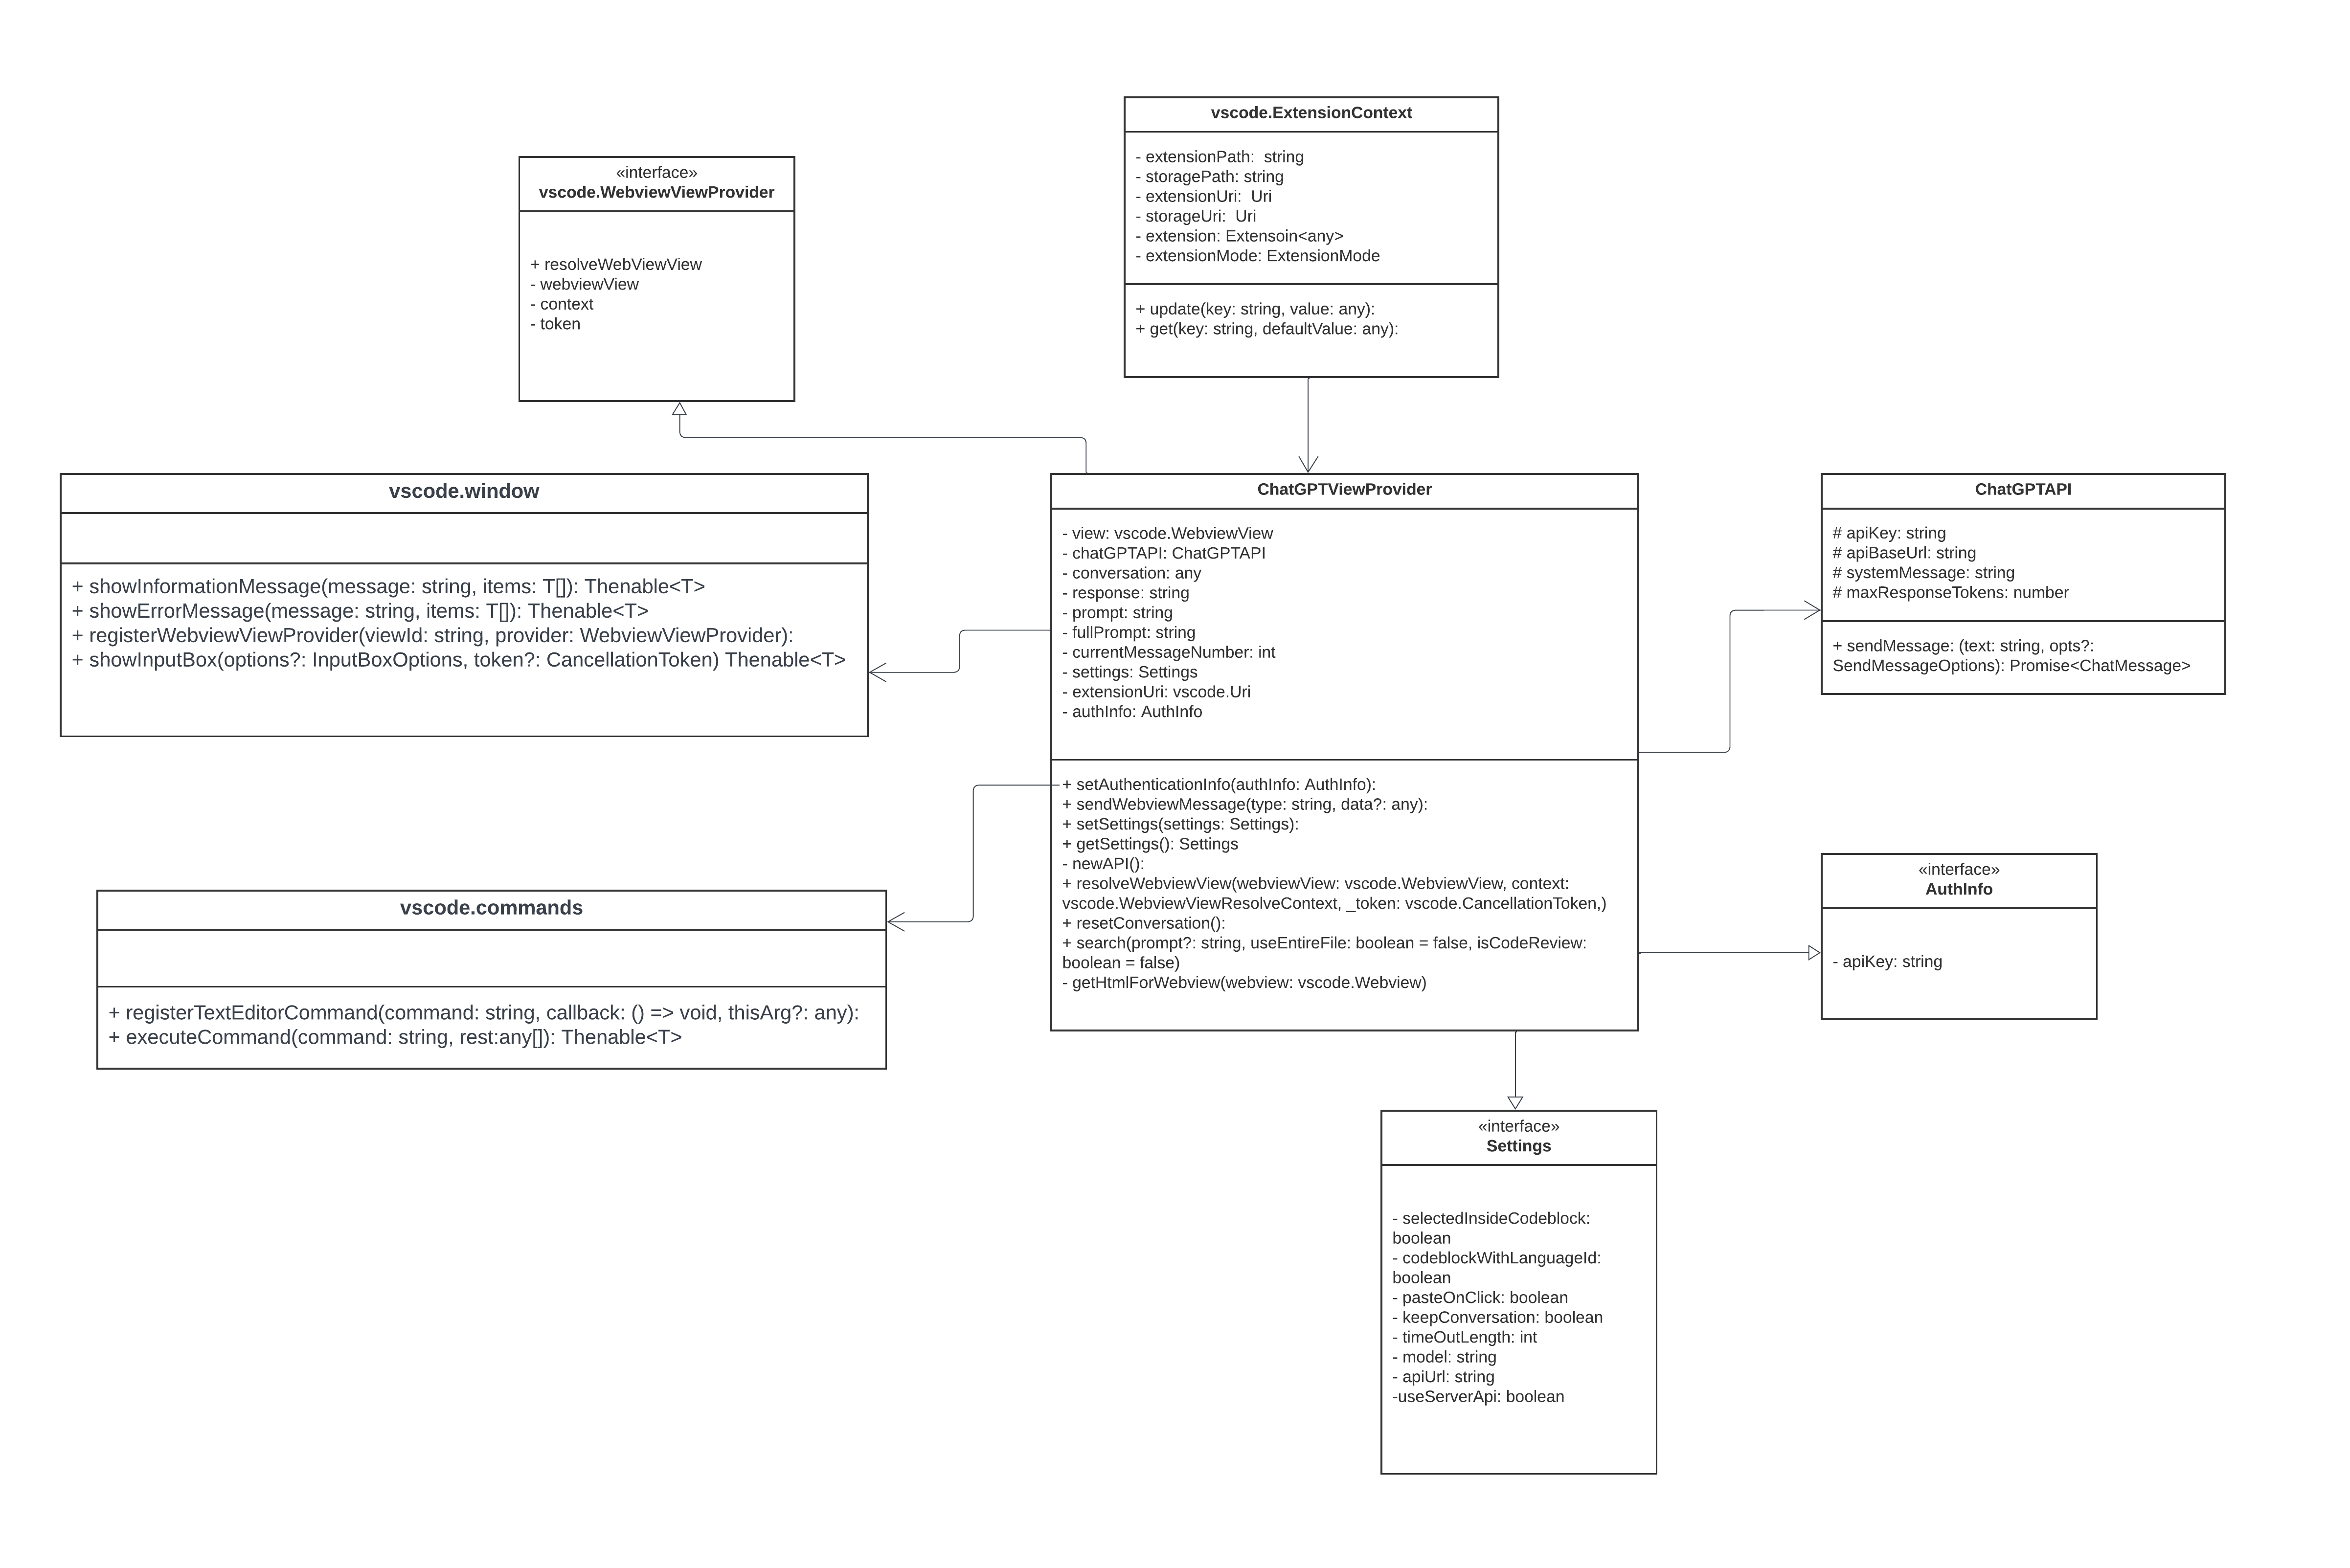 vscode.ExtensionContext
- extensionPath:  string
- storagePath: string
- extensionUri:  Uri
- storageUri:  Uri
- extension: Extensoin<any>
- extensionMode: ExtensionMode
+ update(key: string, value: any):
+ get(key: string, defaultValue: any):
«interface»
vscode.WebviewViewProvider
+ resolveWebViewView
- webviewView
- context
- token
vscode.window
+ showInformationMessage(message: string, items: T[]): Thenable<T>
+ showErrorMessage(message: string, items: T[]): Thenable<T>
+ registerWebviewViewProvider(viewId: string, provider: WebviewViewProvider):
+ showInputBox(options?: InputBoxOptions, token?: CancellationToken) Thenable<T>
ChatGPTViewProvider
- view: vscode.WebviewView
- chatGPTAPI: ChatGPTAPI
- conversation: any
- response: string
- prompt: string
- fullPrompt: string
- currentMessageNumber: int
- settings: Settings
- extensionUri: vscode.Uri
- authInfo: AuthInfo
+ setAuthenticationInfo(authInfo: AuthInfo):
+ sendWebviewMessage(type: string, data?: any):
+ setSettings(settings: Settings):
+ getSettings(): Settings
- newAPI():
+ resolveWebviewView(webviewView: vscode.WebviewView, context:
vscode.WebviewViewResolveContext, _token: vscode.CancellationToken,)
+ resetConversation():
+ search(prompt?: string, useEntireFile: boolean = false, isCodeReview:
boolean = false)
- getHtmlForWebview(webview: vscode.Webview)
ChatGPTAPI
# apiKey: string
# apiBaseUrl: string
# systemMessage: string
# maxResponseTokens: number
+ sendMessage: (text: string, opts?:
SendMessageOptions): Promise<ChatMessage>
vscode.commands
+ registerTextEditorCommand(command: string, callback: () => void, thisArg?: any):
+ executeCommand(command: string, rest:any[]): Thenable<T>
«interface»
AuthInfo
- apiKey: string
«interface»
Settings
- selectedInsideCodeblock:
boolean
- codeblockWithLanguageId:
boolean
- pasteOnClick: boolean
- keepConversation: boolean
- timeOutLength: int
- model: string
- apiUrl: string
-useServerApi: boolean